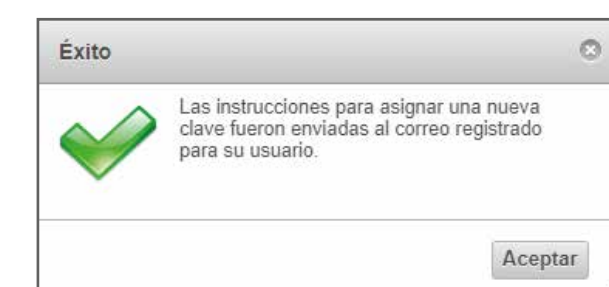 Éxito
Las instrucciones para asignar una nueva
clave fueron enviadas al correo registrado
para su usuario.
Aceptar